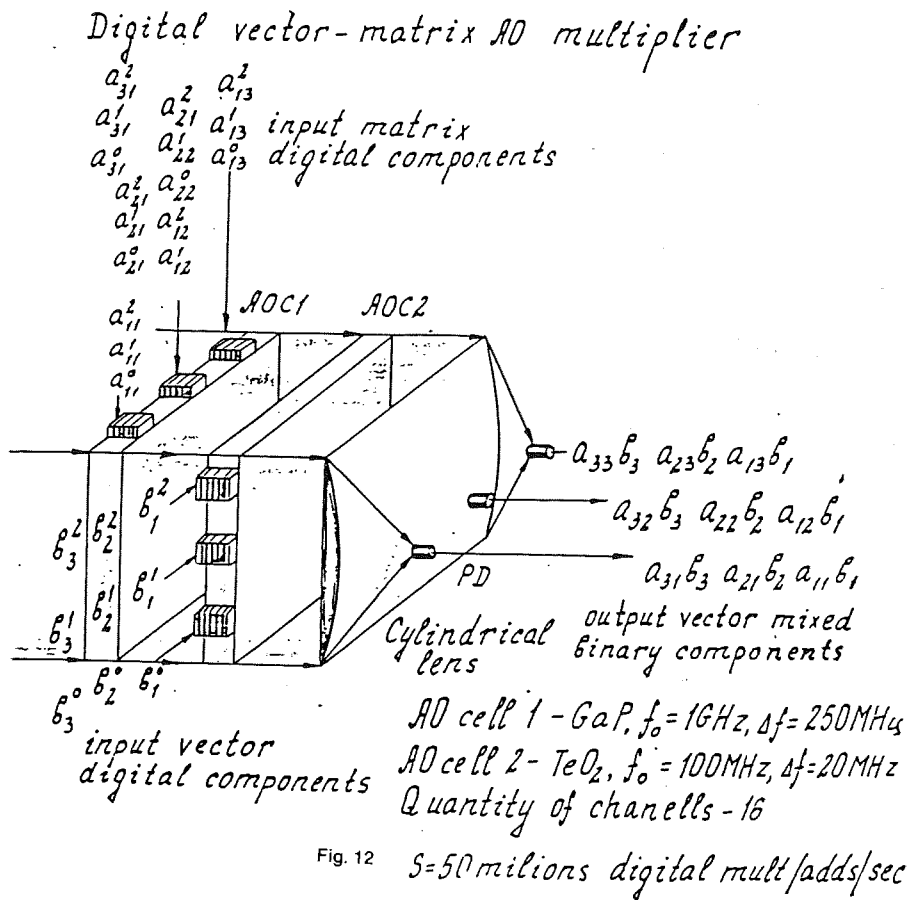 Digital vector-matrix AO multiplier
a²₃₁ a²₁₃
a¹₃₁ a²₂₁ a¹₁₃ input matrix
a⁰₃₁ a¹₂₂ a⁰₁₃ digital components
a²₂₁ a⁰₂₂
a¹₂₁ a²₁₂
a⁰₂₁ a¹₁₂
AOC1 AOC2
a²₁₁
a¹₁₁
a⁰₁₁
a₃₃b₃ a₂₃b₂ a₁₃b₁
a₃₂b₃ a₂₂b₂ a₁₂b₁
a₃₁b₃ a₂₁b₂ a₁₁b₁
b²₃ b²₂ b²₁
b¹₃ b¹₂ b¹₁
b⁰₃ b⁰₂ b⁰₁
PD
Cylindrical lens
output vector mixed
binary components
input vector
digital components
AO cell 1 - GaP, f₀ = 1GHz, Δf = 250MHz
AO cell 2 - TeO₂, f₀ = 100MHz, Δf = 20MHz
Quantity of chanells - 16
Fig. 12
S = 50 milions digital mult/adds/sec